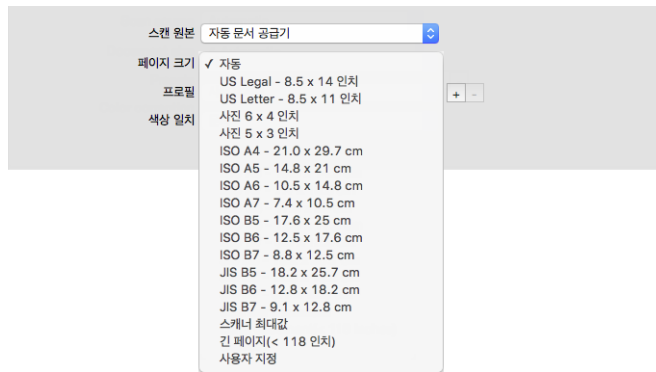 스캔 원본 자동 문서 공급기
페이지 크기 ✓ 자동
US Legal - 8.5 x 14 인치
프로필 US Letter - 8.5 x 11 인치 + -
색상 일치 사진 6 x 4 인치
사진 5 x 3 인치
ISO A4 - 21.0 x 29.7 cm
ISO A5 - 14.8 x 21 cm
ISO A6 - 10.5 x 14.8 cm
ISO A7 - 7.4 x 10.5 cm
ISO B5 - 17.6 x 25 cm
ISO B6 - 12.5 x 17.6 cm
ISO B7 - 8.8 x 12.5 cm
JIS B5 - 18.2 x 25.7 cm
JIS B6 - 12.8 x 18.2 cm
JIS B7 - 9.1 x 12.8 cm
스캐너 최대값
긴 페이지(< 118 인치)
사용자 지정